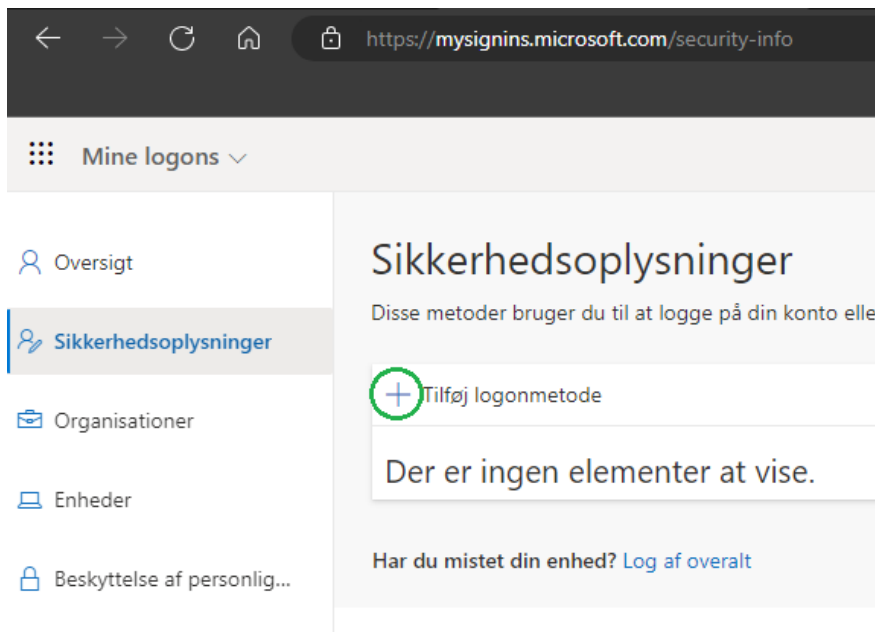 https://mysignins.microsoft.com/security-info
Mine logons
Oversigt
Sikkerhedsoplysninger
Organisationer
Enheder
Beskyttelse af personlig...
Sikkerhedsoplysninger
Disse metoder bruger du til at logge på din konto elle
Tilføj logonmetode
Der er ingen elementer at vise.
Har du mistet din enhed? Log af overalt